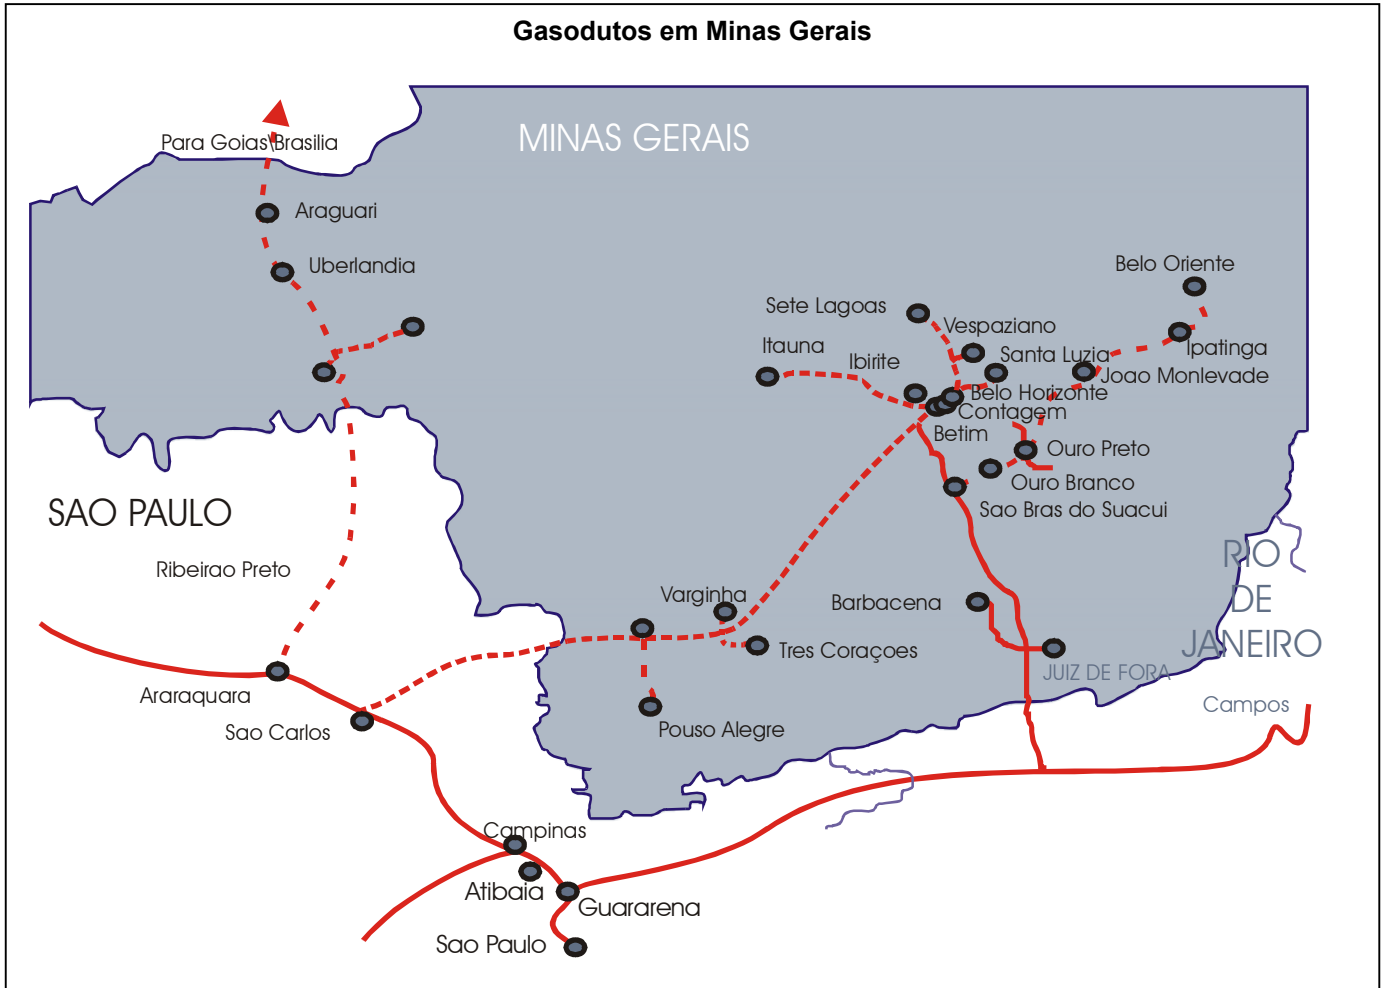 Gasodutos em Minas Gerais
Para Goias\Brasilia
MINAS GERAIS
Araguari
Uberlandia
Belo Oriente
Sete Lagoas
Vespaziano
Itauna
Ibirite
Santa Luzia
Ipatinga
Joao Monlevade
Belo Horizonte
Contagem
Betim
Ouro Preto
Ouro Branco
Sao Bras do Suacui
SAO PAULO
Ribeirao Preto
RIO
DE
JANEIRO
Varginha
Barbacena
Tres Coraçoes
JUIZ DE FORA
Araraquara
Campos
Sao Carlos
Pouso Alegre
Campinas
Atibaia
Guararena
Sao Paulo